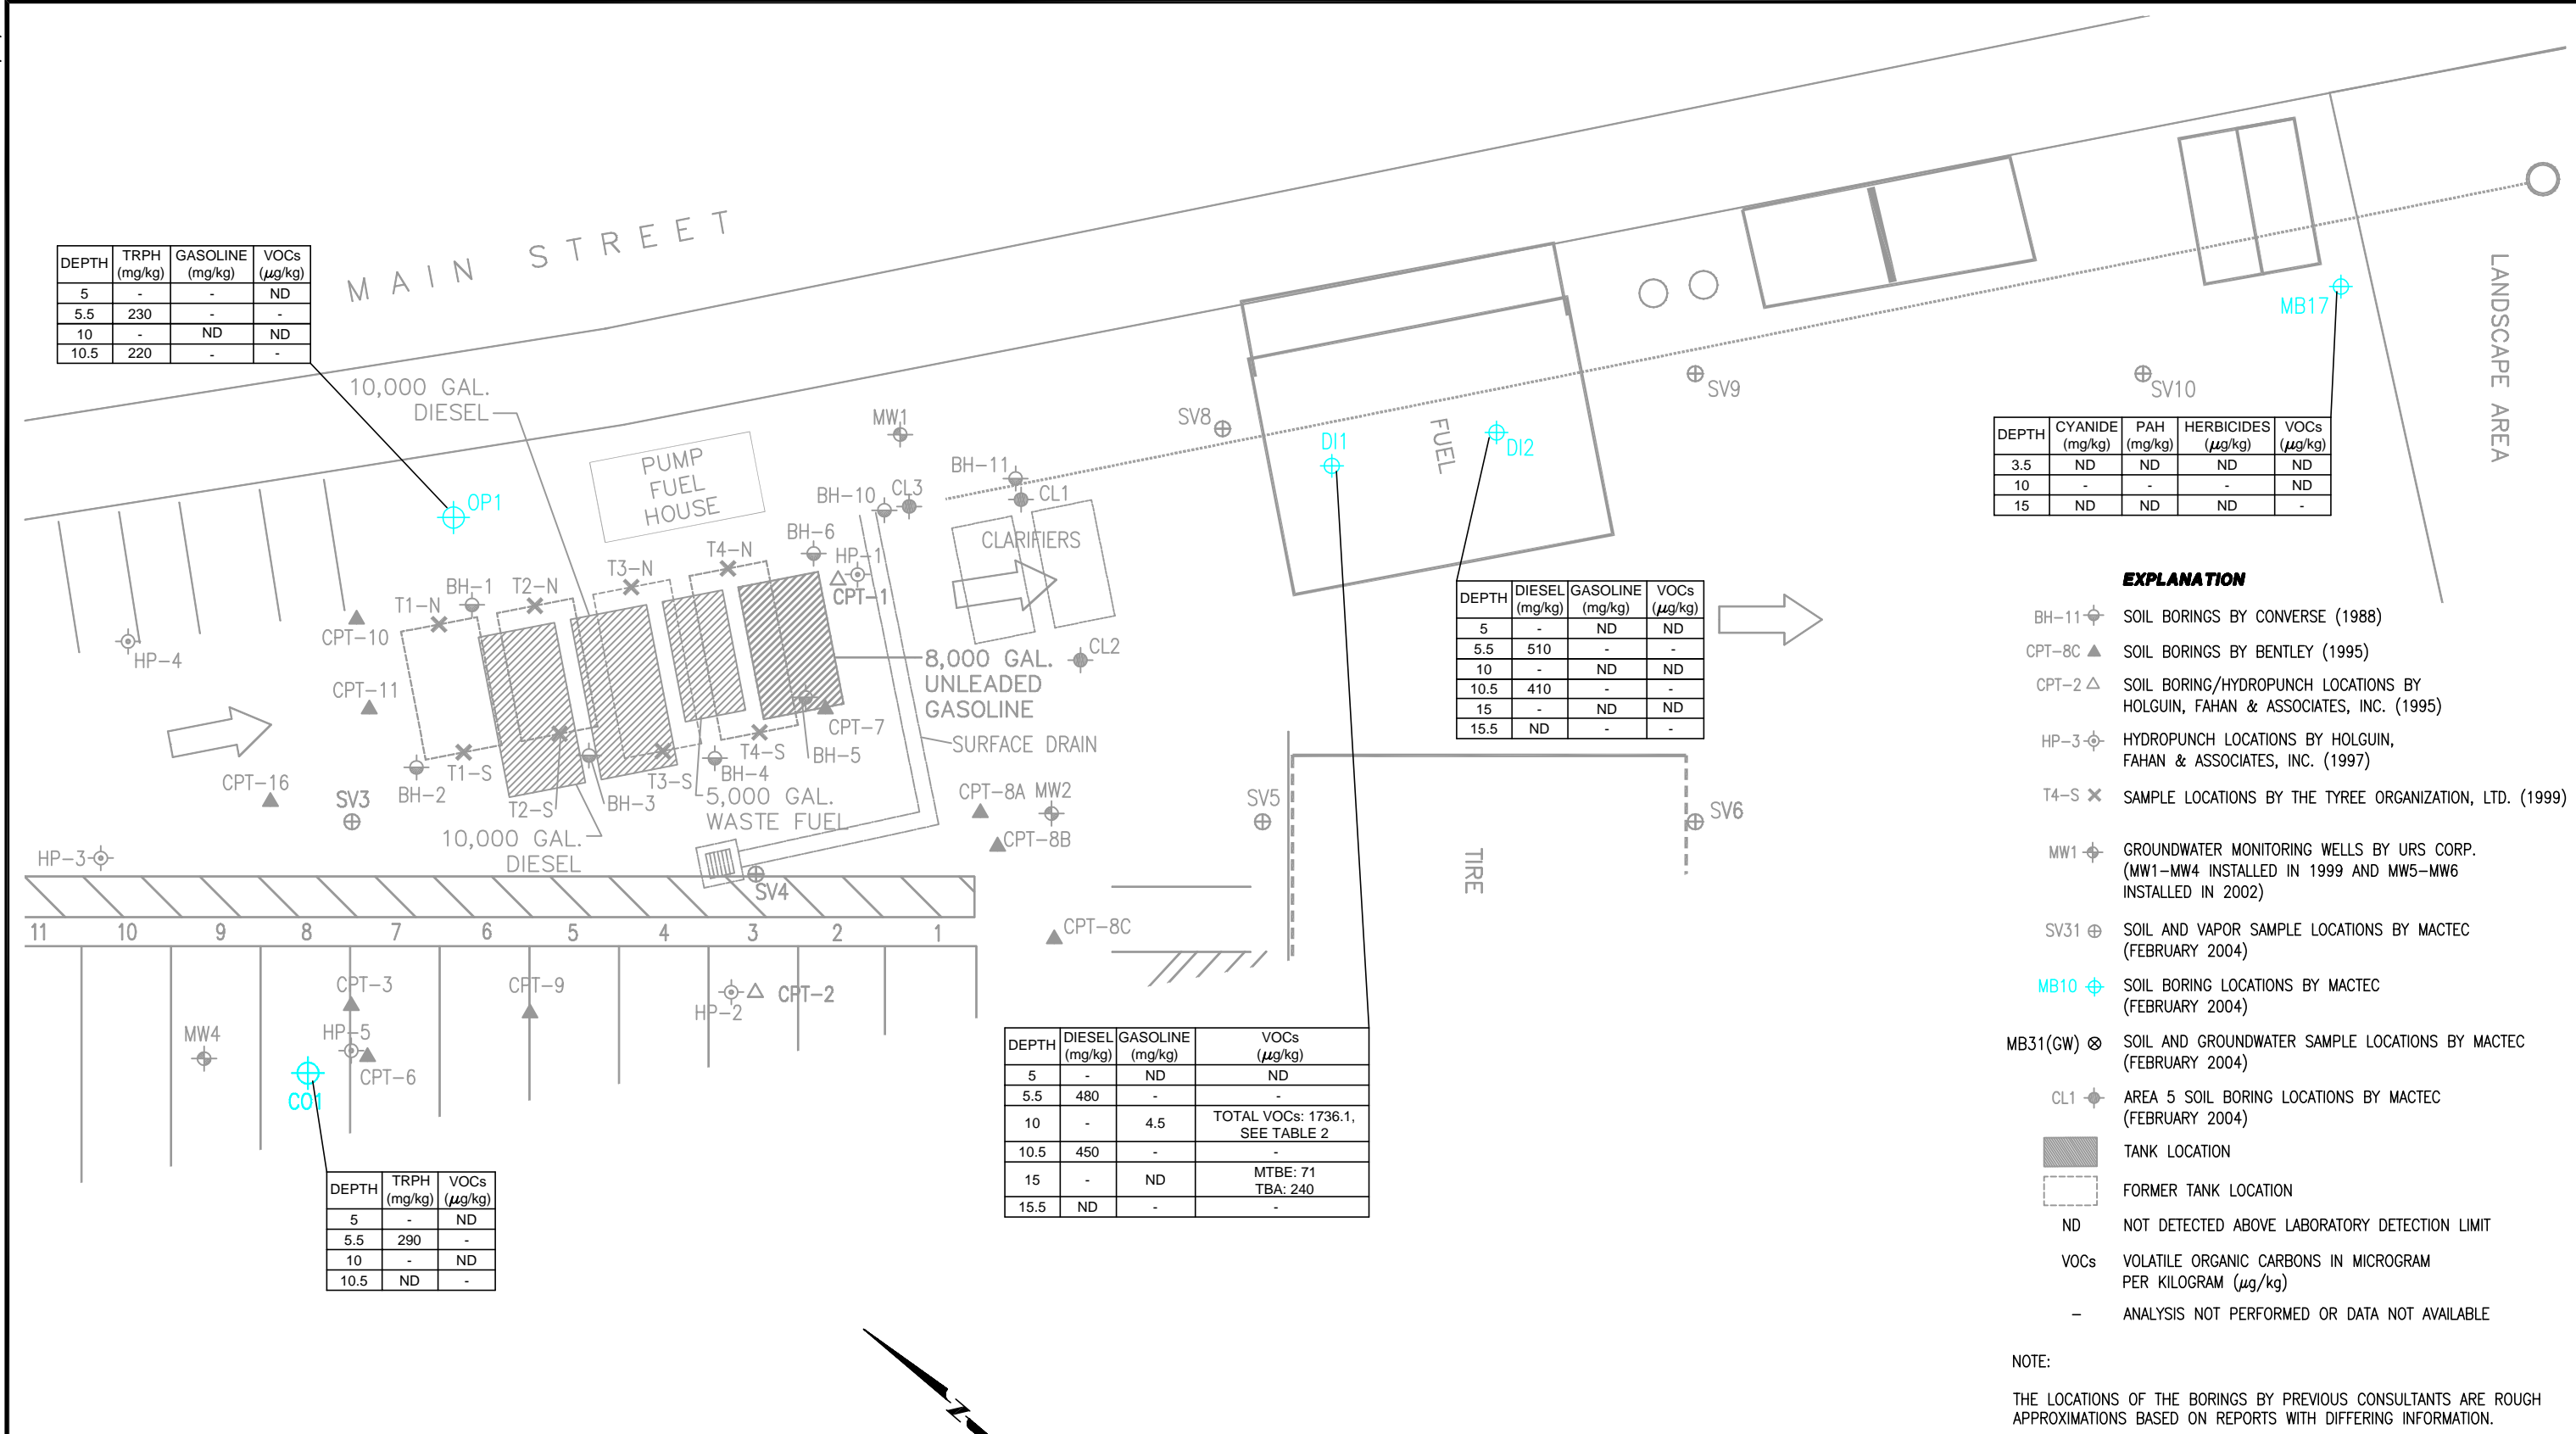 MAIN STREET
DEPTH TRPH (mg/kg) GASOLINE (mg/kg) VOCs (µg/kg)
5 - - ND
5.5 230 - -
10 - ND ND
10.5 220 - -
10,000 GAL.
DIESEL
PUMP
FUEL
HOUSE
OP1
MW1
BH-11
CL1
BH-10
CL3
BH-6
HP-1
CPT-1
CLARIFIERS
CL2
T4-N
T3-N
T2-N
BH-1
T1-N
CPT-10
HP-4
CPT-11
CPT-16
SV3
BH-2
T1-S
T2-S
BH-3
T3-S
BH-4
T4-S
BH-5
CPT-7
8,000 GAL.
UNLEADED
GASOLINE
SURFACE DRAIN
5,000 GAL.
WASTE FUEL
10,000 GAL.
DIESEL
HP-3
SV4
CPT-8A
MW2
CPT-8B
CPT-8C
11 10 9 8 7 6 5 4 3 2 1
CPT-3
CPT-9
HP-2
CPT-2
MW4
HP-5
CPT-6
CO1
DEPTH TRPH (mg/kg) VOCs (µg/kg)
5 - ND
5.5 290 -
10 - ND
10.5 ND -
SV8
DI1
FUEL
DI2
SV9
SV10
MB17
LANDSCAPE AREA
DEPTH CYANIDE (mg/kg) PAH (mg/kg) HERBICIDES (µg/kg) VOCs (µg/kg)
3.5 ND ND ND ND
10 - - - ND
15 ND ND ND -
DEPTH DIESEL (mg/kg) GASOLINE (mg/kg) VOCs (µg/kg)
5 - ND ND
5.5 510 - -
10 - ND ND
10.5 410 - -
15 - ND ND
15.5 ND - -
SV5
SV6
TIRE
DEPTH DIESEL (mg/kg) GASOLINE (mg/kg) VOCs (µg/kg)
5 - ND ND
5.5 480 - -
10 - 4.5 TOTAL VOCs: 1736.1, SEE TABLE 2
10.5 450 - -
15 - ND MTBE: 71 TBA: 240
15.5 ND - -
N
EXPLANATION
BH-11 SOIL BORINGS BY CONVERSE (1988)
CPT-8C SOIL BORINGS BY BENTLEY (1995)
CPT-2 SOIL BORING/HYDROPUNCH LOCATIONS BY
HOLGUIN, FAHAN & ASSOCIATES, INC. (1995)
HP-3 HYDROPUNCH LOCATIONS BY HOLGUIN,
FAHAN & ASSOCIATES, INC. (1997)
T4-S SAMPLE LOCATIONS BY THE TYREE ORGANIZATION, LTD. (1999)
MW1 GROUNDWATER MONITORING WELLS BY URS CORP.
(MW1-MW4 INSTALLED IN 1999 AND MW5-MW6
INSTALLED IN 2002)
SV31 SOIL AND VAPOR SAMPLE LOCATIONS BY MACTEC
(FEBRUARY 2004)
MB10 SOIL BORING LOCATIONS BY MACTEC
(FEBRUARY 2004)
MB31(GW) SOIL AND GROUNDWATER SAMPLE LOCATIONS BY MACTEC
(FEBRUARY 2004)
CL1 AREA 5 SOIL BORING LOCATIONS BY MACTEC
(FEBRUARY 2004)
TANK LOCATION
FORMER TANK LOCATION
ND NOT DETECTED ABOVE LABORATORY DETECTION LIMIT
VOCs VOLATILE ORGANIC CARBONS IN MICROGRAM
PER KILOGRAM (µg/kg)
- ANALYSIS NOT PERFORMED OR DATA NOT AVAILABLE
NOTE:
THE LOCATIONS OF THE BORINGS BY PREVIOUS CONSULTANTS ARE ROUGH
APPROXIMATIONS BASED ON REPORTS WITH DIFFERING INFORMATION.